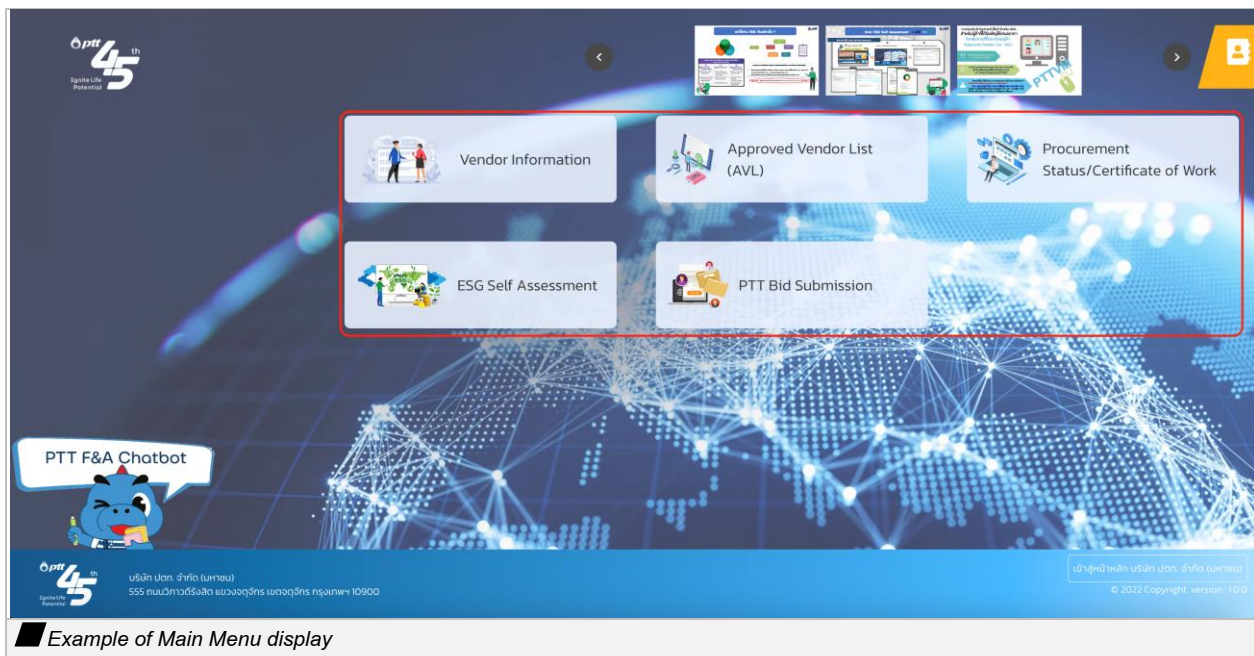 ptt
45th
Ignite Life
Potential
PTTVM
Vendor Information
Approved Vendor List
(AVL)
Procurement
Status/Certificate of Work
ESG Self Assessment
PTT Bid Submission
PTT F&A Chatbot
ptt
45th
Ignite Life
Potential
บริษัท ปตท. จำกัด (มหาชน)
555 ถนนวิภาวดีรังสิต แขวงจตุจักร เขตจตุจักร กรุงเทพฯ 10900
เข้าสู่หน้าหลัก บริษัท ปตท. จำกัด (มหาชน)
© 2022 Copyright. version : 1.0.0
Example of Main Menu display